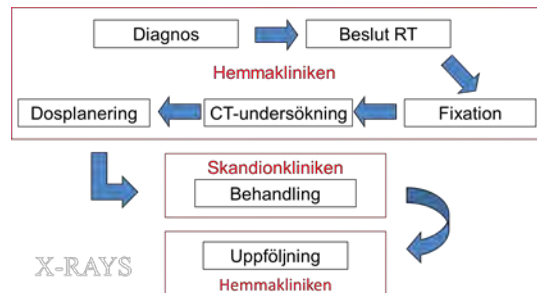 Diagnos
Beslut RT
Hemmakliniken
Dosplanering
CT-undersökning
Fixation
Skandionkliniken
Behandling
Uppföljning
X-RAYS
Hemmakliniken